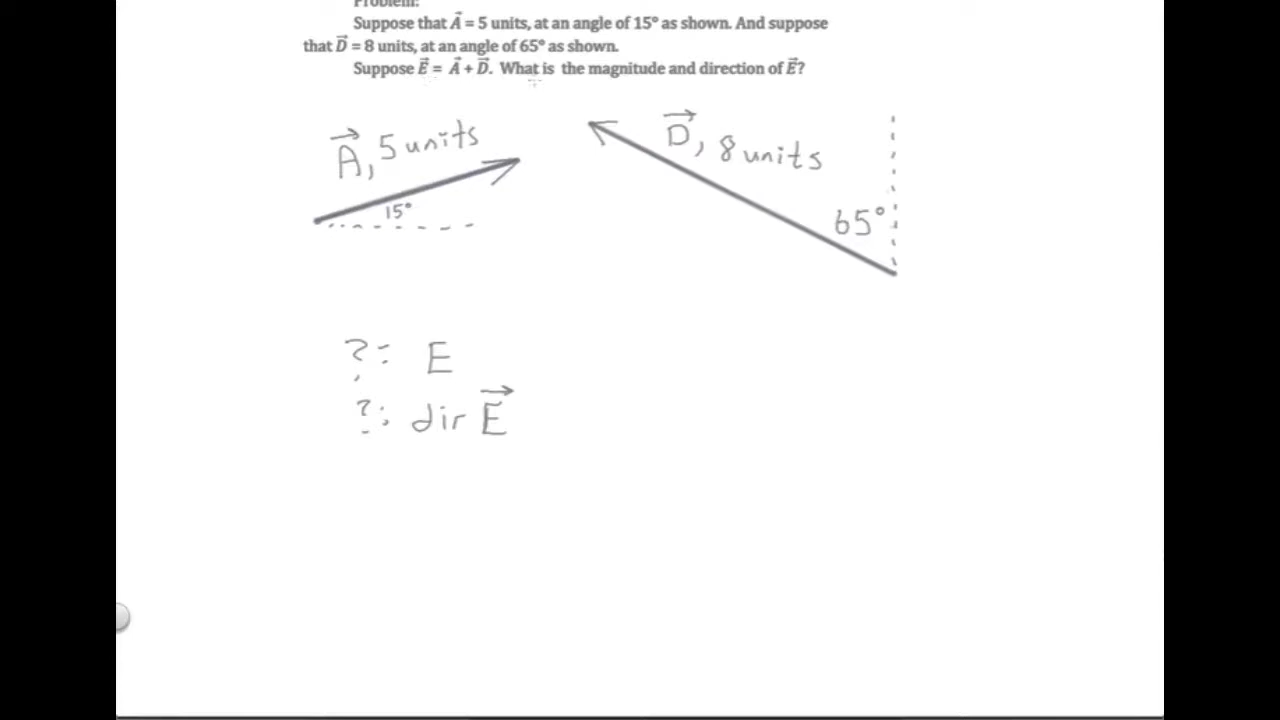 Problem:
Suppose that A⃗ = 5 units, at an angle of 15° as shown. And suppose
that D⃗ = 8 units, at an angle of 65° as shown.
Suppose E⃗ = A⃗ + D⃗. What is the magnitude and direction of E⃗?
A⃗, 5 units
D⃗, 8 units
15°
65°
?: E
?: dir E⃗